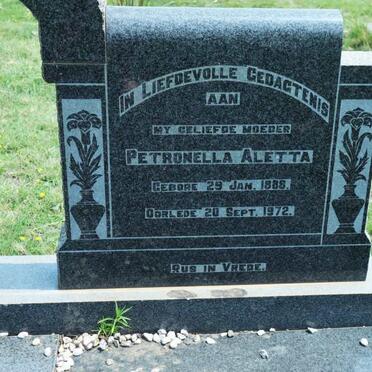 IN LIEFDEVOLLE GEDAGTENIS
AAN
MY GELIEFDE MOEDER
PETRONELLA ALETTA
GEBORE 29 JAN. 1888.
OORLEDE 20 SEPT. 1972.
RUS IN VREDE.